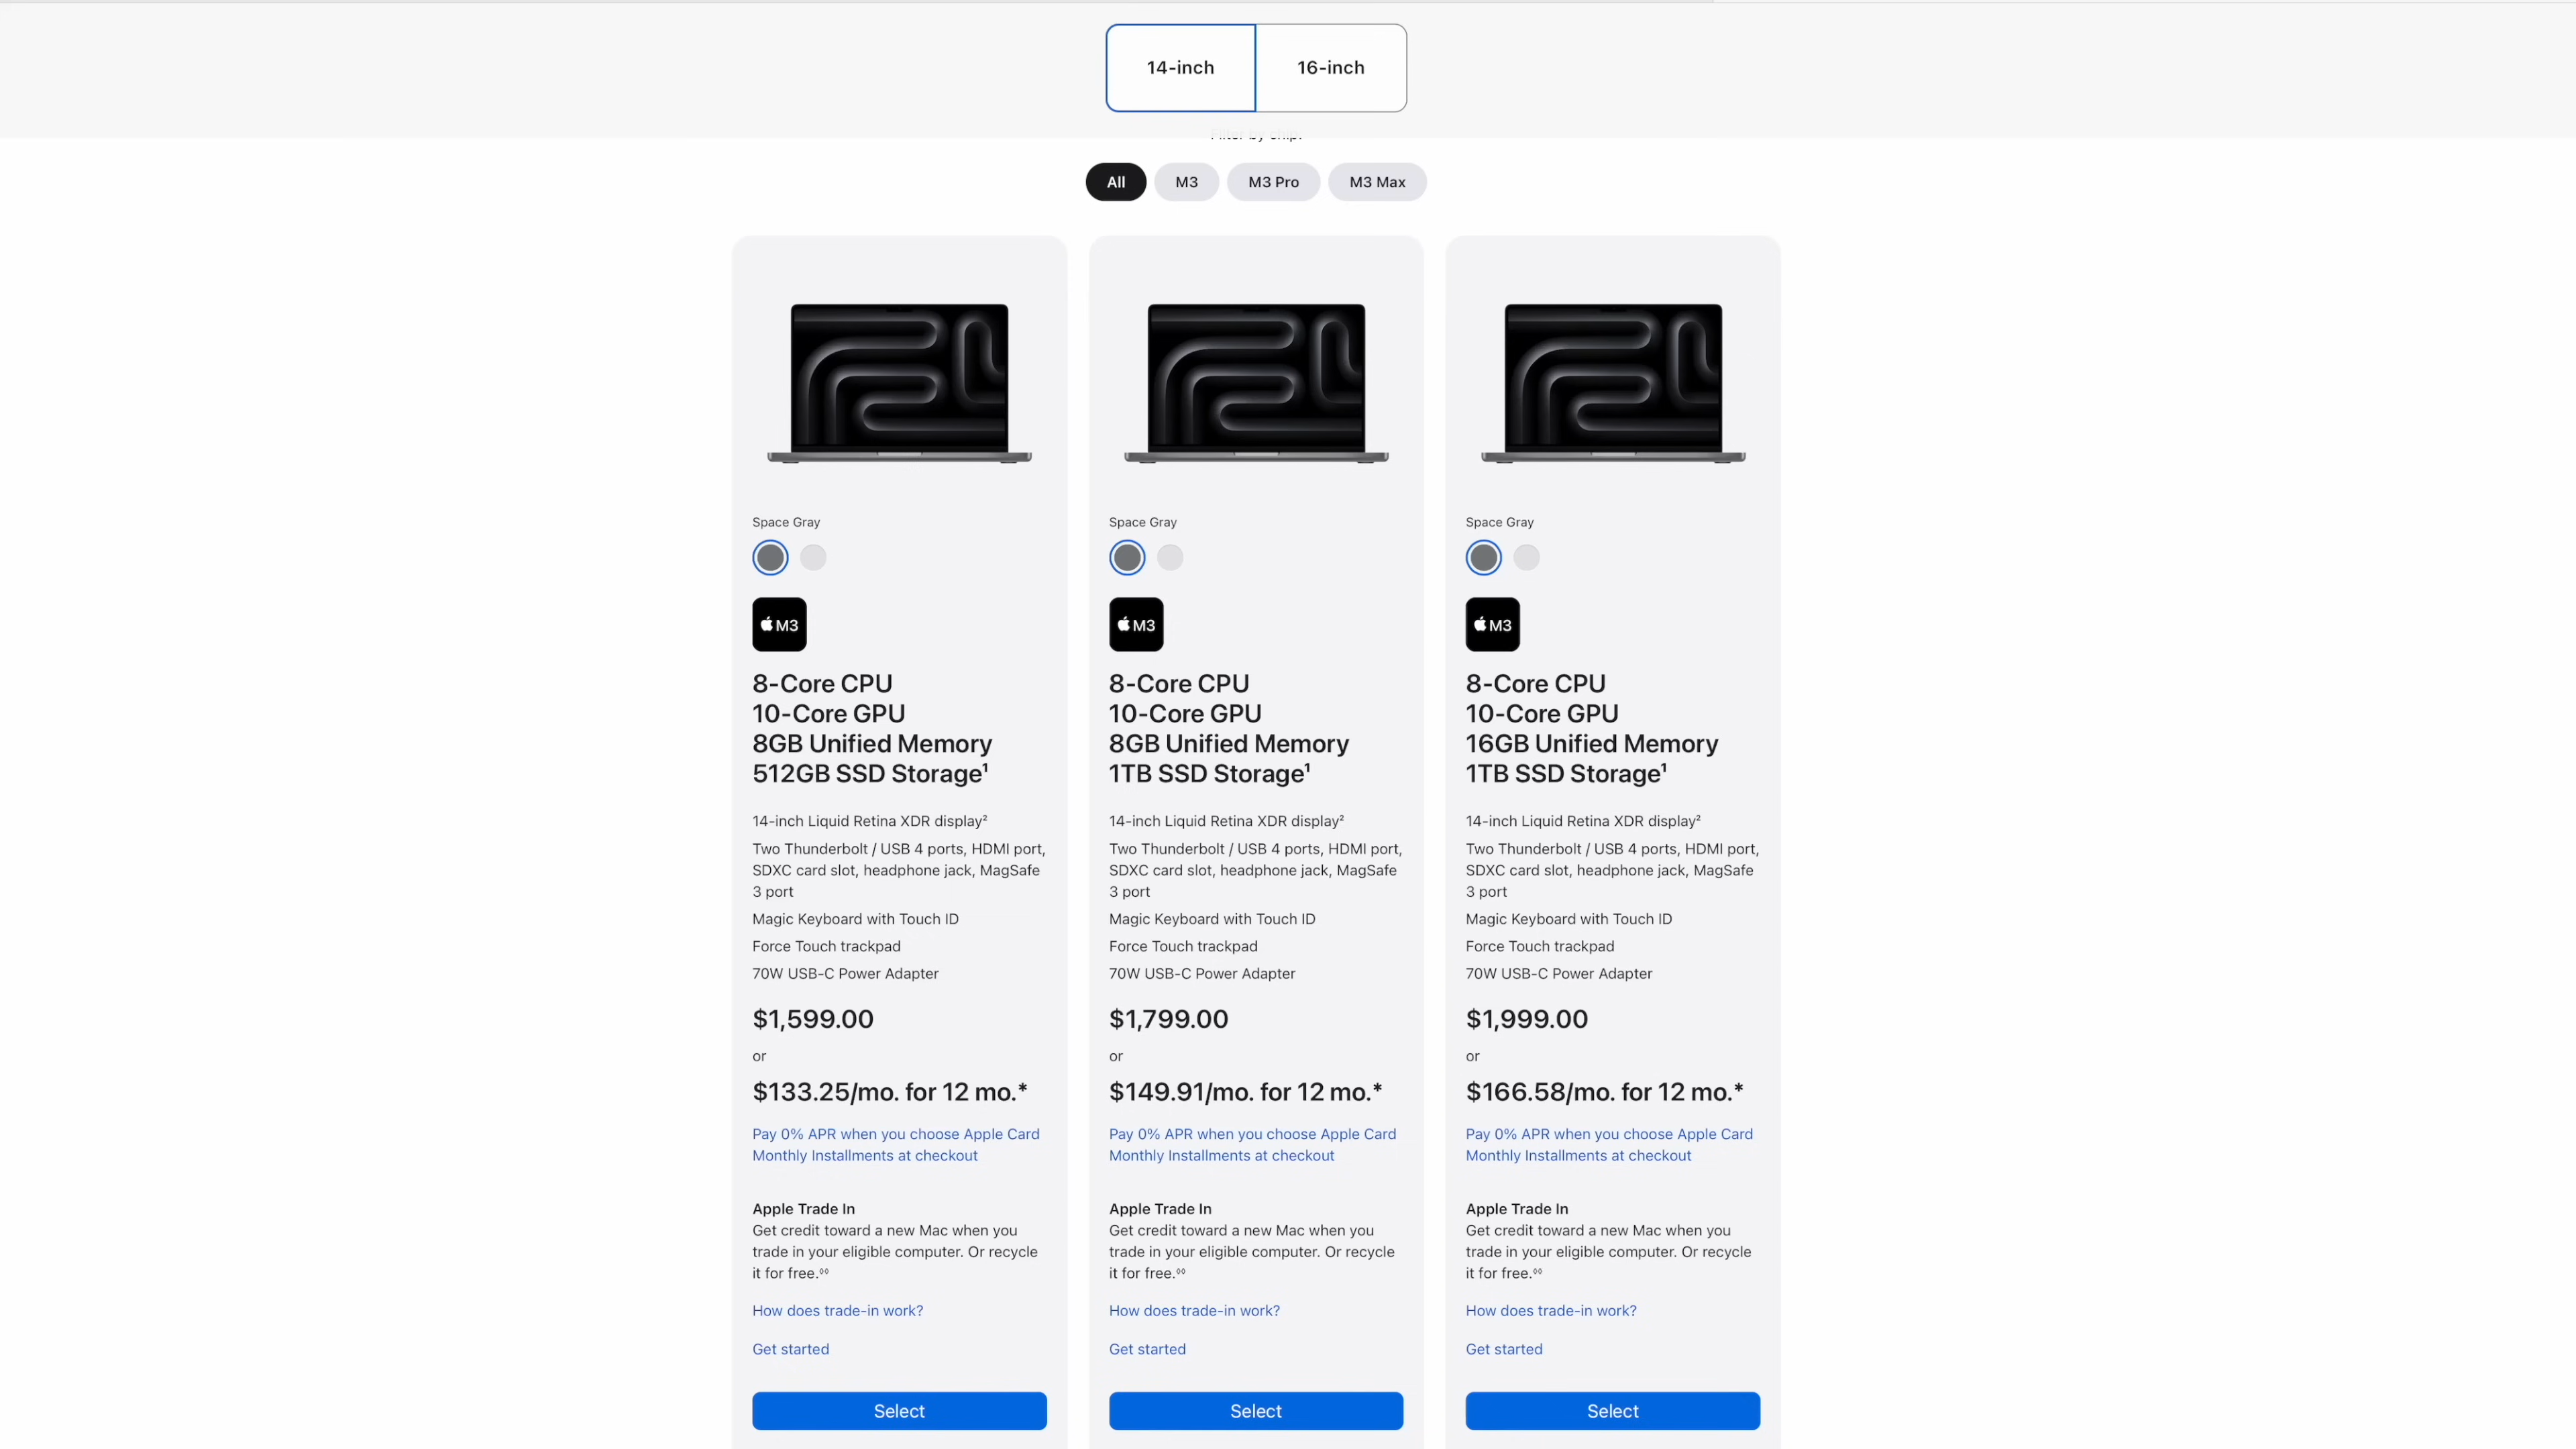 14-inch
16-inch
Filter by chip:
All
M3
M3 Pro
M3 Max
Space Gray
M3
8-Core CPU
10-Core GPU
8GB Unified Memory
512GB SSD Storage¹
14-inch Liquid Retina XDR display²
Two Thunderbolt / USB 4 ports, HDMI port,
SDXC card slot, headphone jack, MagSafe
3 port
Magic Keyboard with Touch ID
Force Touch trackpad
70W USB-C Power Adapter
$1,599.00
or
$133.25/mo. for 12 mo.*
Pay 0% APR when you choose Apple Card
Monthly Installments at checkout
Apple Trade In
Get credit toward a new Mac when you
trade in your eligible computer. Or recycle
it for free.◊◊
How does trade-in work?
Get started
Select
Space Gray
M3
8-Core CPU
10-Core GPU
8GB Unified Memory
1TB SSD Storage¹
14-inch Liquid Retina XDR display²
Two Thunderbolt / USB 4 ports, HDMI port,
SDXC card slot, headphone jack, MagSafe
3 port
Magic Keyboard with Touch ID
Force Touch trackpad
70W USB-C Power Adapter
$1,799.00
or
$149.91/mo. for 12 mo.*
Pay 0% APR when you choose Apple Card
Monthly Installments at checkout
Apple Trade In
Get credit toward a new Mac when you
trade in your eligible computer. Or recycle
it for free.◊◊
How does trade-in work?
Get started
Select
Space Gray
M3
8-Core CPU
10-Core GPU
16GB Unified Memory
1TB SSD Storage¹
14-inch Liquid Retina XDR display²
Two Thunderbolt / USB 4 ports, HDMI port,
SDXC card slot, headphone jack, MagSafe
3 port
Magic Keyboard with Touch ID
Force Touch trackpad
70W USB-C Power Adapter
$1,999.00
or
$166.58/mo. for 12 mo.*
Pay 0% APR when you choose Apple Card
Monthly Installments at checkout
Apple Trade In
Get credit toward a new Mac when you
trade in your eligible computer. Or recycle
it for free.◊◊
How does trade-in work?
Get started
Select